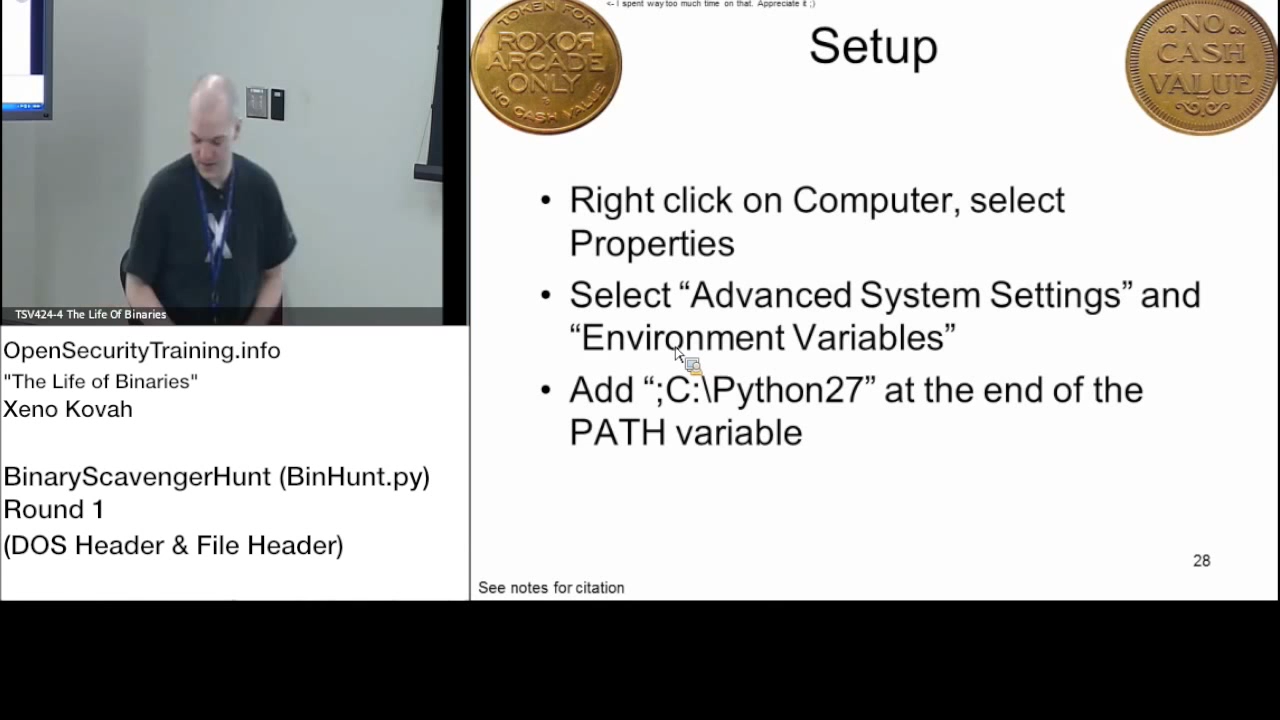 TSV424-4 The Life Of Binaries
OpenSecurityTraining.info
"The Life of Binaries"
Xeno Kovah
BinaryScavengerHunt (BinHunt.py)
Round 1
(DOS Header & File Header)
<- I spent way too much time on that. Appreciate it ;)
TOKEN FOR
ROXOR
ARCADE
ONLY
NO CASH VALUE
Setup
NO
CASH
VALUE
• Right click on Computer, select
Properties
• Select “Advanced System Settings” and
“Environment Variables”
• Add “;C:\Python27” at the end of the
PATH variable
28
See notes for citation